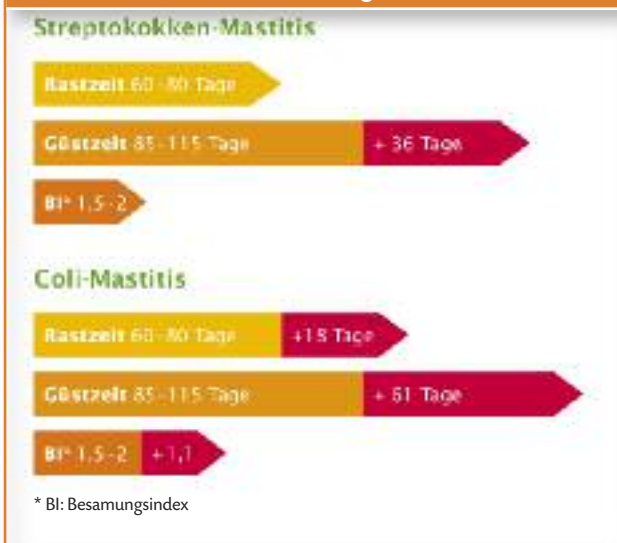 Streptokokken-Mastitis
Rastzeit 60-80 Tage
Güstzeit 85-115 Tage + 36 Tage
BI* 1,5-2
Coli-Mastitis
Rastzeit 60-80 Tage +18 Tage
Güstzeit 85-115 Tage + 61 Tage
BI* 1,5-2 +1,1
* BI: Besamungsindex